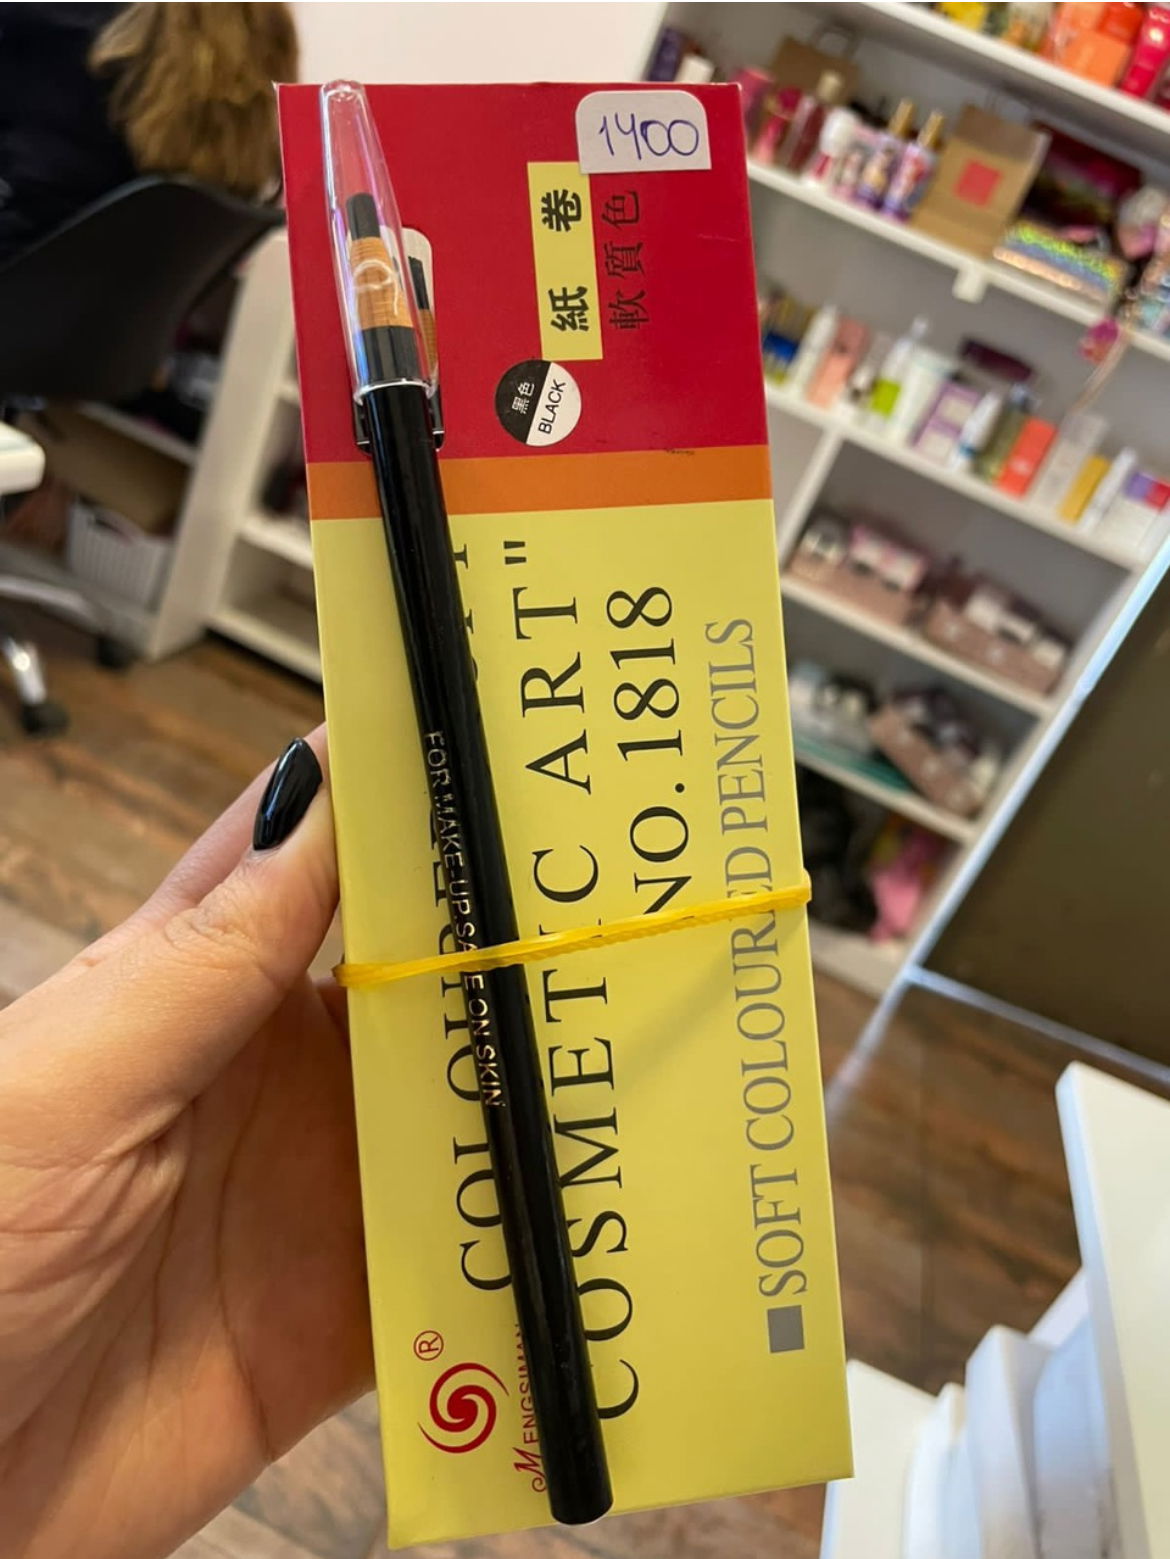 1400
紙 卷
軟質色
黑色
BLACK
COSMETIC ART"
NO.1818
SOFT COLOURED PENCILS
FOR MAKE-UP.SAFE ON SKIN
®
MENGSIMAN